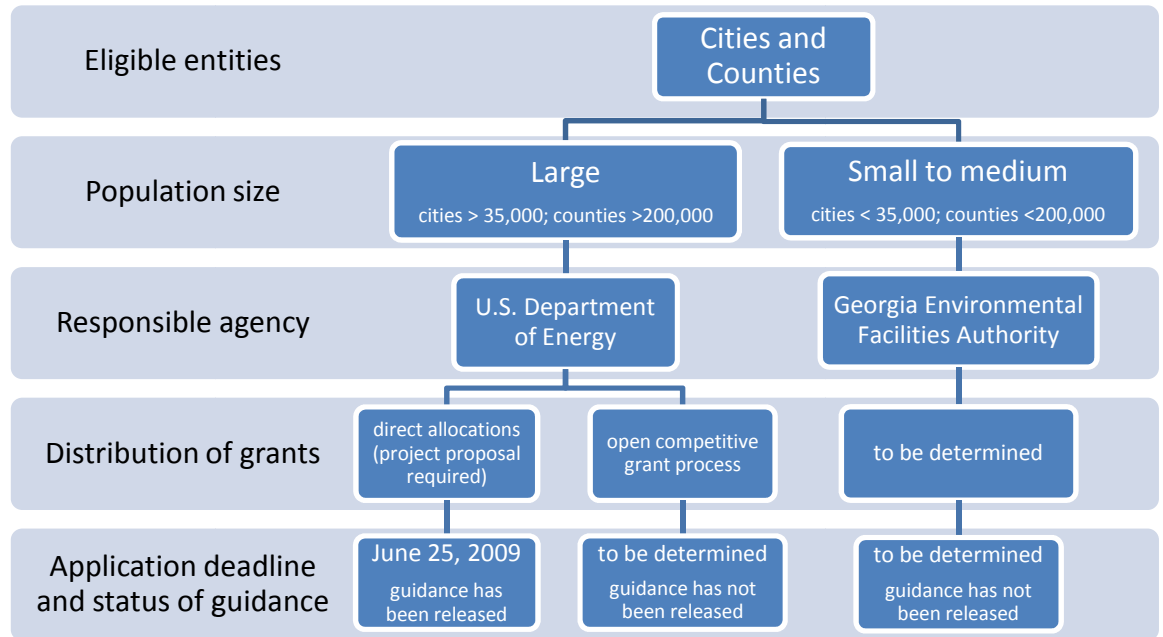 Eligible entities
Cities and
Counties
Population size
Large
cities > 35,000; counties >200,000
Small to medium
cities < 35,000; counties <200,000
Responsible agency
U.S. Department
of Energy
Georgia Environmental
Facilities Authority
Distribution of grants
direct allocations
(project proposal
required)
open competitive
grant process
to be determined
Application deadline
and status of guidance
June 25, 2009
guidance has
been released
to be determined
guidance has not
been released
to be determined
guidance has not
been released